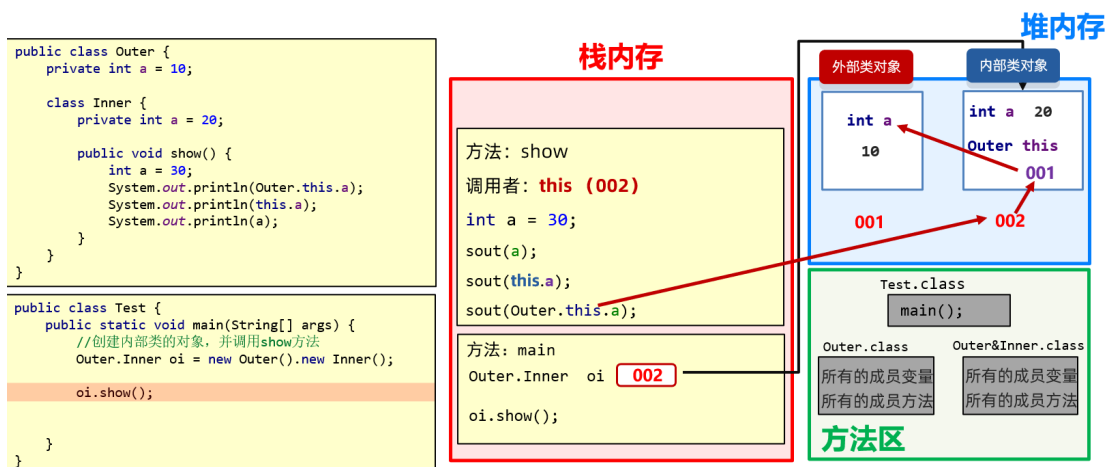 public class Outer {
    private int a = 10;
    class Inner {
        private int a = 20;
        public void show() {
            int a = 30;
            System.out.println(Outer.this.a);
            System.out.println(this.a);
            System.out.println(a);
        }
    }
}
public class Test {
    public static void main(String[] args) {
        //创建内部类的对象，并调用show方法
        Outer.Inner oi = new Outer().new Inner();
        oi.show();
    }
}
栈内存
方法：show
调用者：this（002）
int a = 30;
sout(a);
sout(this.a);
sout(Outer.this.a);
方法：main
Outer.Inner oi 002
oi.show();
堆内存
外部类对象
int a
10
001
内部类对象
int a 20
Outer this
001
002
Test.class
main();
Outer.class
所有的成员变量
所有的成员方法
Outer&Inner.class
所有的成员变量
所有的成员方法
方法区